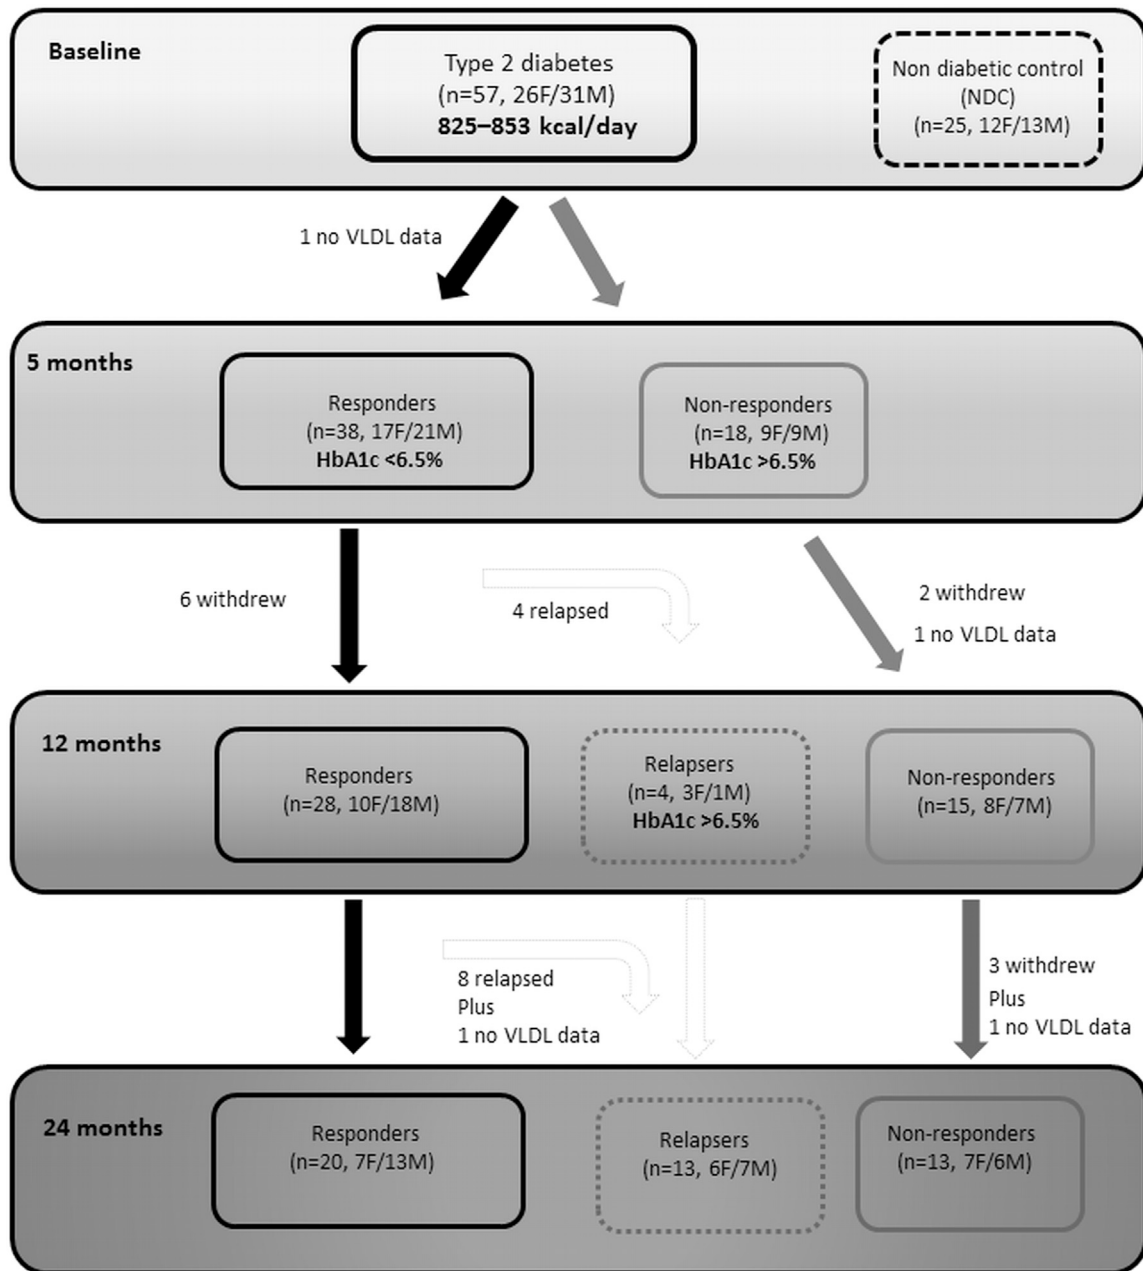 Baseline
Type 2 diabetes
(n=57, 26F/31M)
825–853 kcal/day
Non diabetic control
(NDC)
(n=25, 12F/13M)
1 no VLDL data
5 months
Responders
(n=38, 17F/21M)
HbA1c <6.5%
Non-responders
(n=18, 9F/9M)
HbA1c >6.5%
6 withdrew
4 relapsed
2 withdrew
1 no VLDL data
12 months
Responders
(n=28, 10F/18M)
Relapsers
(n=4, 3F/1M)
HbA1c >6.5%
Non-responders
(n=15, 8F/7M)
8 relapsed
Plus
1 no VLDL data
3 withdrew
Plus
1 no VLDL data
24 months
Responders
(n=20, 7F/13M)
Relapsers
(n=13, 6F/7M)
Non-responders
(n=13, 7F/6M)